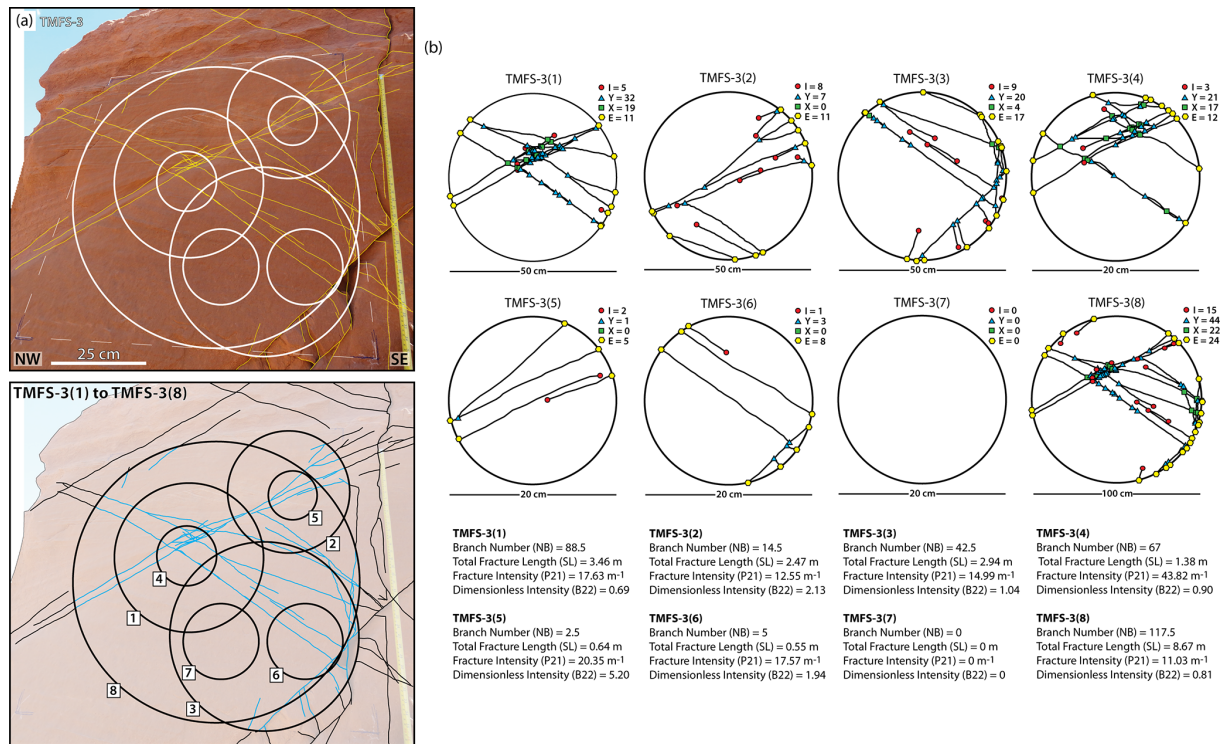 (a)
TMFS-3
NW
25 cm
SE
TMFS-3(1) to TMFS-3(8)
5
2
4
1
7
6
8
3
(b)
TMFS-3(1)
I = 5
Y = 32
X = 19
E = 11
50 cm
TMFS-3(2)
I = 8
Y = 7
X = 0
E = 11
50 cm
TMFS-3(3)
I = 9
Y = 20
X = 4
E = 17
50 cm
TMFS-3(4)
I = 3
Y = 21
X = 17
E = 12
20 cm
TMFS-3(5)
I = 2
Y = 1
X = 0
E = 5
20 cm
TMFS-3(6)
I = 1
Y = 3
X = 0
E = 8
20 cm
TMFS-3(7)
I = 0
Y = 0
X = 0
E = 0
20 cm
TMFS-3(8)
I = 15
Y = 44
X = 22
E = 24
100 cm
TMFS-3(1)
Branch Number (NB) = 88.5
Total Fracture Length (SL) = 3.46 m
Fracture Intensity (P21) = 17.63 m⁻¹
Dimensionless Intensity (B22) = 0.69
TMFS-3(2)
Branch Number (NB) = 14.5
Total Fracture Length (SL) = 2.47 m
Fracture Intensity (P21) = 12.55 m⁻¹
Dimensionless Intensity (B22) = 2.13
TMFS-3(3)
Branch Number (NB) = 42.5
Total Fracture Length (SL) = 2.94 m
Fracture Intensity (P21) = 14.99 m⁻¹
Dimensionless Intensity (B22) = 1.04
TMFS-3(4)
Branch Number (NB) = 67
Total Fracture Length (SL) = 1.38 m
Fracture Intensity (P21) = 43.82 m⁻¹
Dimensionless Intensity (B22) = 0.90
TMFS-3(5)
Branch Number (NB) = 2.5
Total Fracture Length (SL) = 0.64 m
Fracture Intensity (P21) = 20.35 m⁻¹
Dimensionless Intensity (B22) = 5.20
TMFS-3(6)
Branch Number (NB) = 5
Total Fracture Length (SL) = 0.55 m
Fracture Intensity (P21) = 17.57 m⁻¹
Dimensionless Intensity (B22) = 1.94
TMFS-3(7)
Branch Number (NB) = 0
Total Fracture Length (SL) = 0 m
Fracture Intensity (P21) = 0 m⁻¹
Dimensionless Intensity (B22) = 0
TMFS-3(8)
Branch Number (NB) = 117.5
Total Fracture Length (SL) = 8.67 m
Fracture Intensity (P21) = 11.03 m⁻¹
Dimensionless Intensity (B22) = 0.81